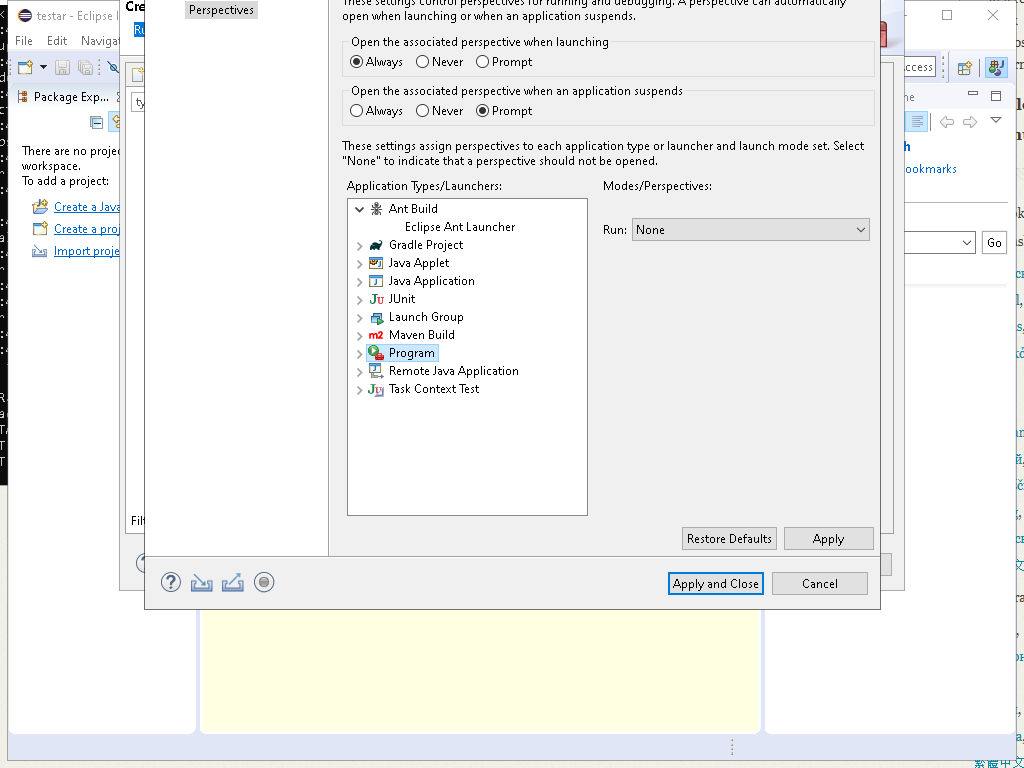 testar - Eclipse I
File Edit Navigat
Package Exp...
There are no proje
workspace.
To add a project:
Create a Java
Create a proj
Import proje
Cre
Ru
ty
Filt
Perspectives
These settings control perspectives for running and debugging. A perspective can automatically
open when launching or when an application suspends.
Open the associated perspective when launching
Always Never Prompt
Open the associated perspective when an application suspends
Always Never Prompt
These settings assign perspectives to each application type or launcher and launch mode set. Select
"None" to indicate that a perspective should not be opened.
Application Types/Launchers:
Modes/Perspectives:
Ant Build
Eclipse Ant Launcher
Gradle Project
Java Applet
Java Application
JUnit
Launch Group
Maven Build
Program
Remote Java Application
Task Context Test
Run: None
Restore Defaults Apply
Apply and Close Cancel
ccess
ne
h
ookmarks
Go
繁體中文